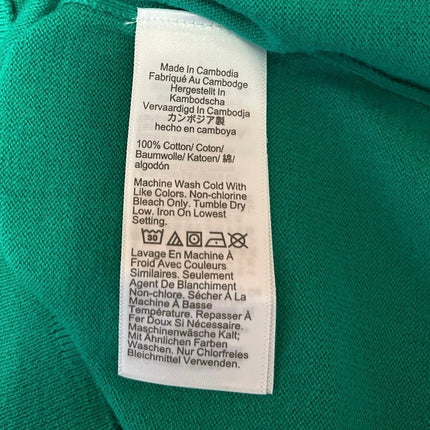 Made In Cambodia
Fabriqué Au Cambodge
Hergestellt In
Kambodscha
Vervaardigd In Cambodja
カンボジア製
hecho en camboya
100% Cotton/ Coton/
Baumwolle/ Katoen/ 綿/
algodón
Machine Wash Cold With
Like Colors. Non-chlorine
Bleach Only. Tumble Dry
Low. Iron On Lowest
Setting.
30
Lavage En Machine À
Froid Avec Couleurs
Similaires. Seulement
Agent De Blanchiment
Non-chlore. Sécher À La
Machine À Basse
Température. Repasser À
Fer Doux Si Nécessaire.
Maschinenwäsche Kalt;
Mit Ähnlichen Farben
Waschen. Nur Chlorfreies
Bleichmittel Verwenden.